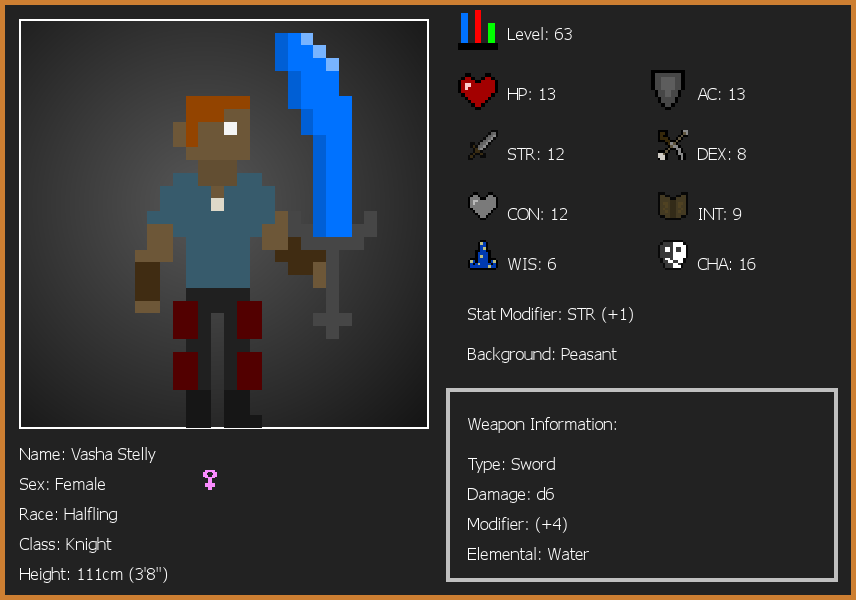 Level: 63
HP: 13
AC: 13
STR: 12
DEX: 8
CON: 12
INT: 9
WIS: 6
CHA: 16
Stat Modifier: STR (+1)
Background: Peasant
Weapon Information:
Type: Sword
Damage: d6
Modifier: (+4)
Elemental: Water
Name: Vasha Stelly
Sex: Female
Race: Halfling
Class: Knight
Height: 111cm (3'8")